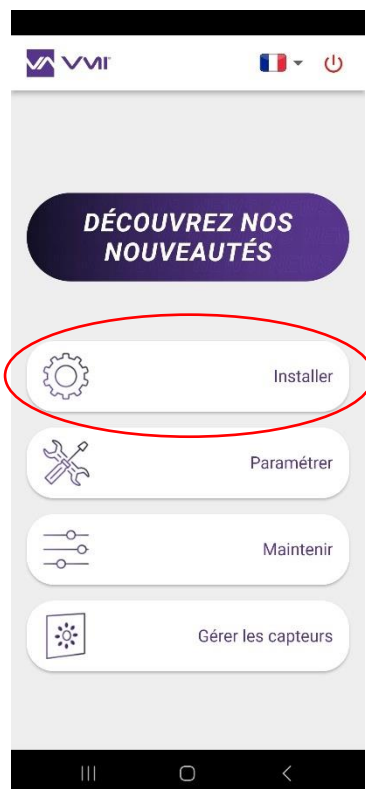 VMI
DÉCOUVREZ NOS
NOUVEAUTÉS
Installer
Paramétrer
Maintenir
Gérer les capteurs